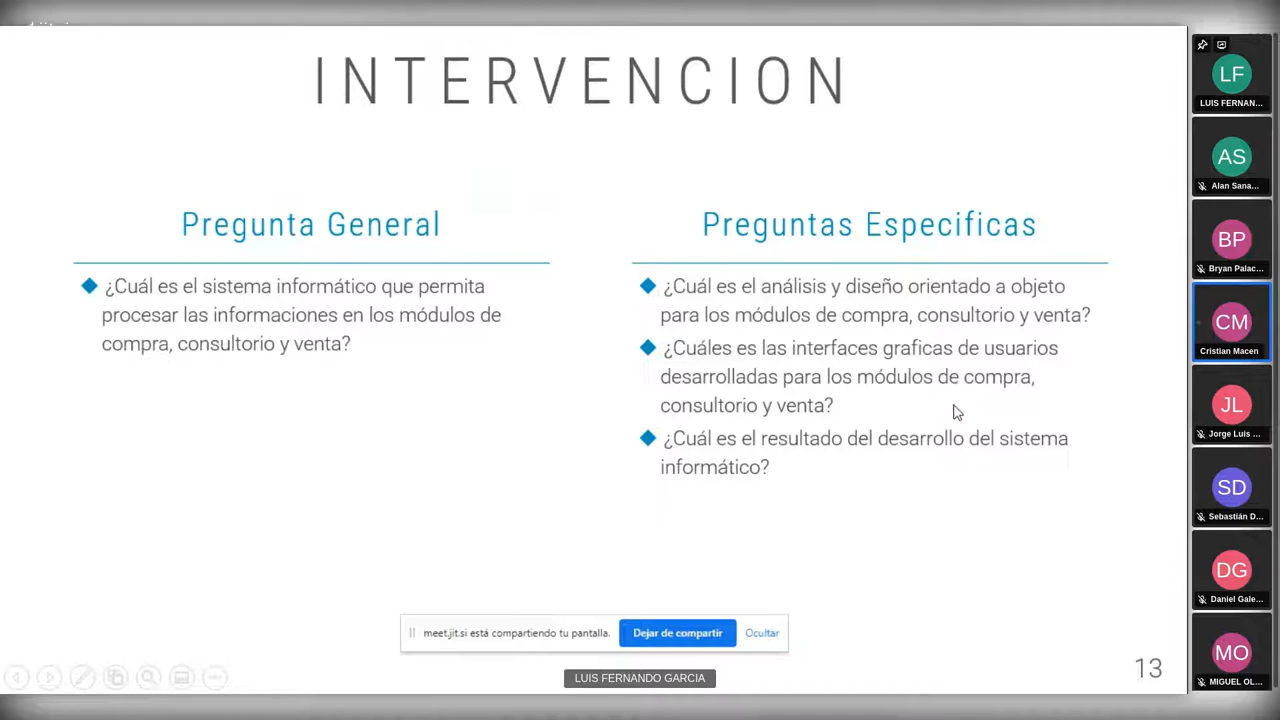 INTERVENCION
Pregunta General
¿Cuál es el sistema informático que permita
procesar las informaciones en los módulos de
compra, consultorio y venta?
Preguntas Especificas
¿Cuál es el análisis y diseño orientado a objeto
para los módulos de compra, consultorio y venta?
¿Cuáles es las interfaces graficas de usuarios
desarrolladas para los módulos de compra,
consultorio y venta?
¿Cuál es el resultado del desarrollo del sistema
informático?
meet.jit.si está compartiendo tu pantalla.
Dejar de compartir
Ocultar
LUIS FERNANDO GARCIA
13
LF
LUIS FERNAN...
AS
Alan Sana...
BP
Bryan Palac...
CM
Cristian Macen
JL
Jorge Luis ...
SD
Sebastián D...
DG
Daniel Gale...
MO
MIGUEL OL...